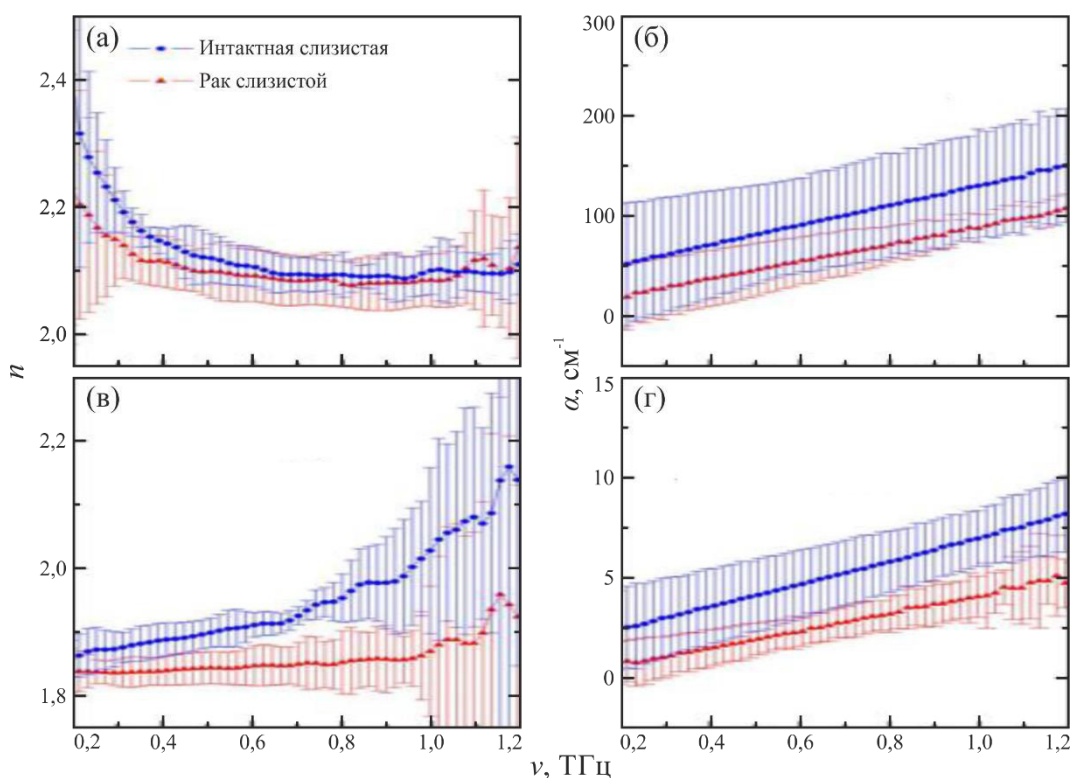 (а)
Интактная слизистая
Рак слизистой
2,4
2,2
2,0
(б)
300
200
100
0
n
α, см-1
(в)
2,2
2,0
1,8
0,2 0,4 0,6 0,8 1,0 1,2
(г)
15
10
5
0
0,2 0,4 0,6 0,8 1,0 1,2
ν, ТГц